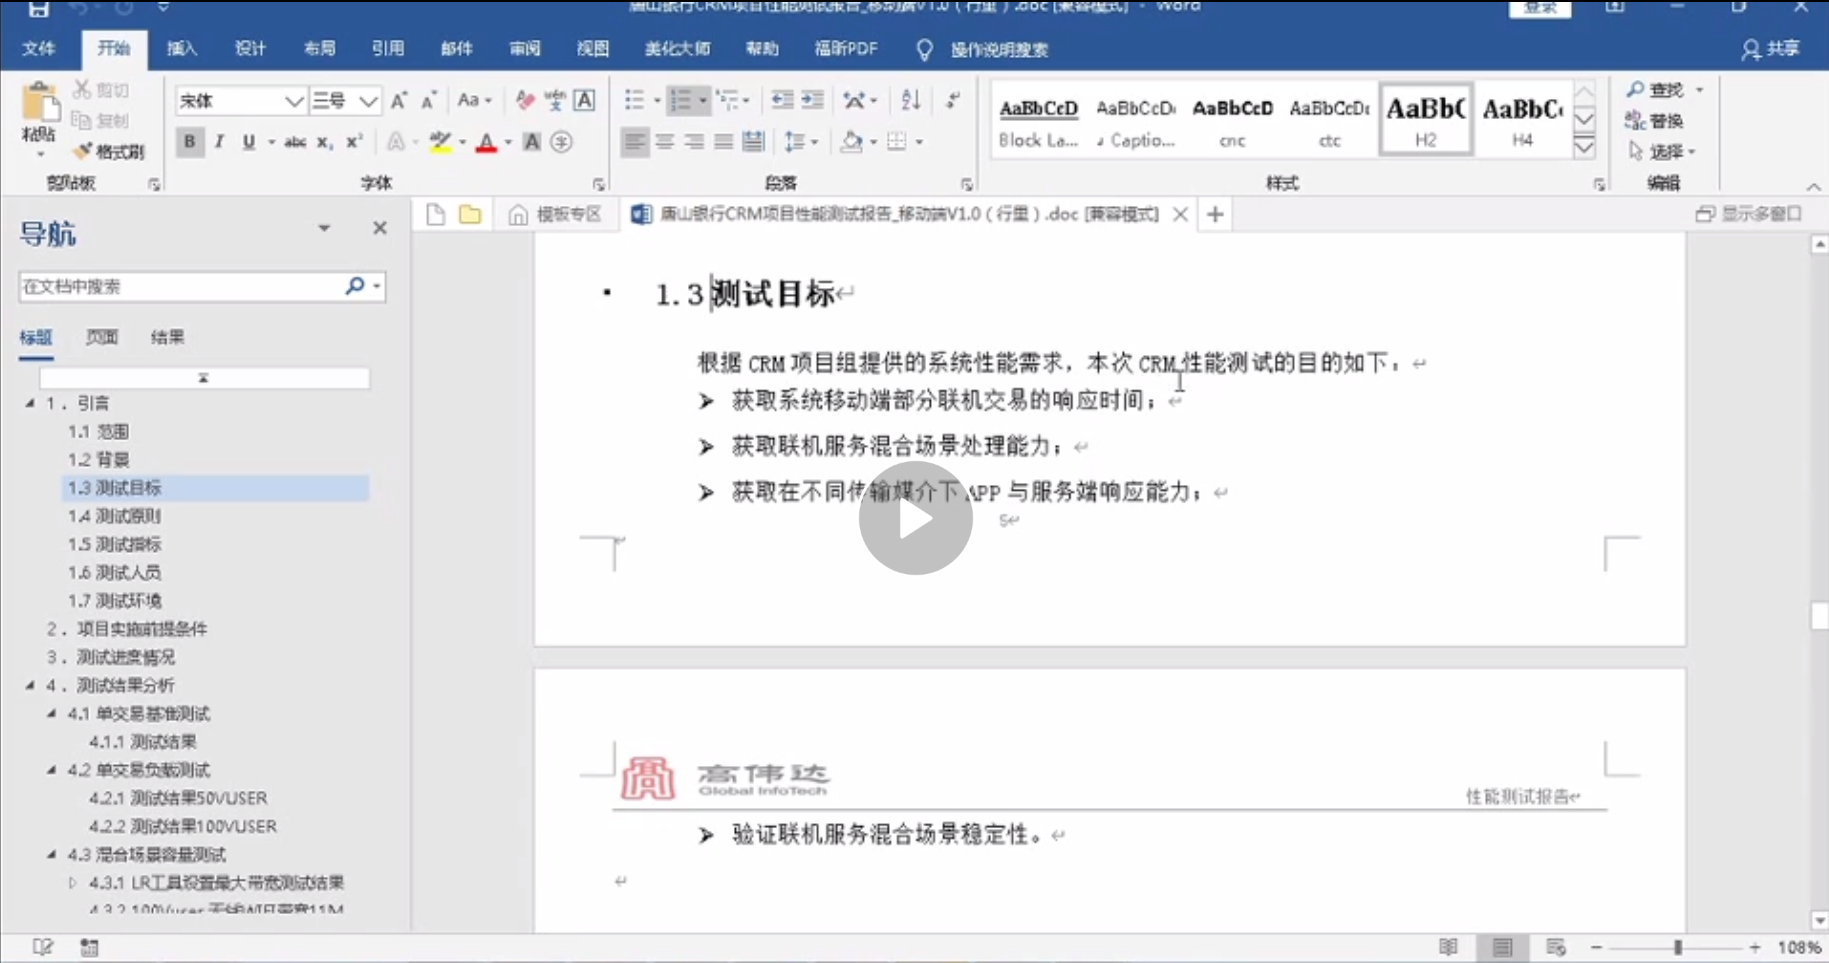 唐山银行CRM项目性能测试报告_移动端V1.0（行里）.doc [兼容模式] - Word
登录
文件 开始 插入 设计 布局 引用 邮件 审阅 视图 美化大师 帮助 福昕PDF 操作说明搜索 共享
粘贴 剪切 复制 格式刷
宋体 三号
AaBbCcD AaBbCcD AaBbCcD AaBbCcDc AaBbC AaBbC
Block La... Captio... cnc ctc H2 H4
查找
替换
选择
剪贴板 字体 段落 样式 编辑
模板专区 唐山银行CRM项目性能测试报告_移动端V1.0（行里）.doc [兼容模式] 显示多窗口
导航
在文档中搜索
标题 页面 结果
1．引言
1.1 范围
1.2 背景
1.3 测试目标
1.4 测试原则
1.5 测试指标
1.6 测试人员
1.7 测试环境
2．项目实施前提条件
3．测试进度情况
4．测试结果分析
4.1 单交易基准测试
4.1.1 测试结果
4.2 单交易负载测试
4.2.1 测试结果50VUSER
4.2.2 测试结果100VUSER
4.3 混合场景容量测试
4.3.1 LR工具设置最大带宽测试结果
4.3.2 100Vuser 无线WIFI带宽11M
1.3 测试目标
根据 CRM 项目组提供的系统性能需求，本次 CRM 性能测试的目的如下：
获取系统移动端部分联机交易的响应时间；
获取联机服务混合场景处理能力；
获取在不同传输媒介下 APP 与服务端响应能力；
5
高伟达
Global InfoTech
性能测试报告
验证联机服务混合场景稳定性。
108%